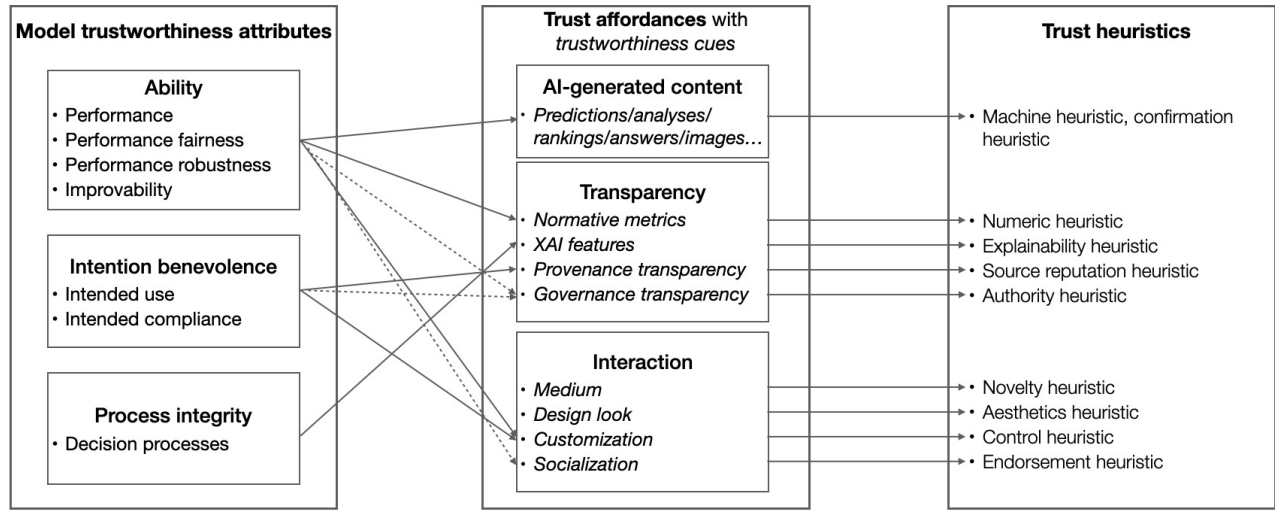 Model trustworthiness attributes
Ability
• Performance
• Performance fairness
• Performance robustness
• Improvability
Intention benevolence
• Intended use
• Intended compliance
Process integrity
• Decision processes
Trust affordances with
trustworthiness cues
AI-generated content
• Predictions/analyses/
rankings/answers/images…
Transparency
• Normative metrics
• XAI features
• Provenance transparency
• Governance transparency
Interaction
• Medium
• Design look
• Customization
• Socialization
Trust heuristics
• Machine heuristic, confirmation
heuristic
• Numeric heuristic
• Explainability heuristic
• Source reputation heuristic
• Authority heuristic
• Novelty heuristic
• Aesthetics heuristic
• Control heuristic
• Endorsement heuristic